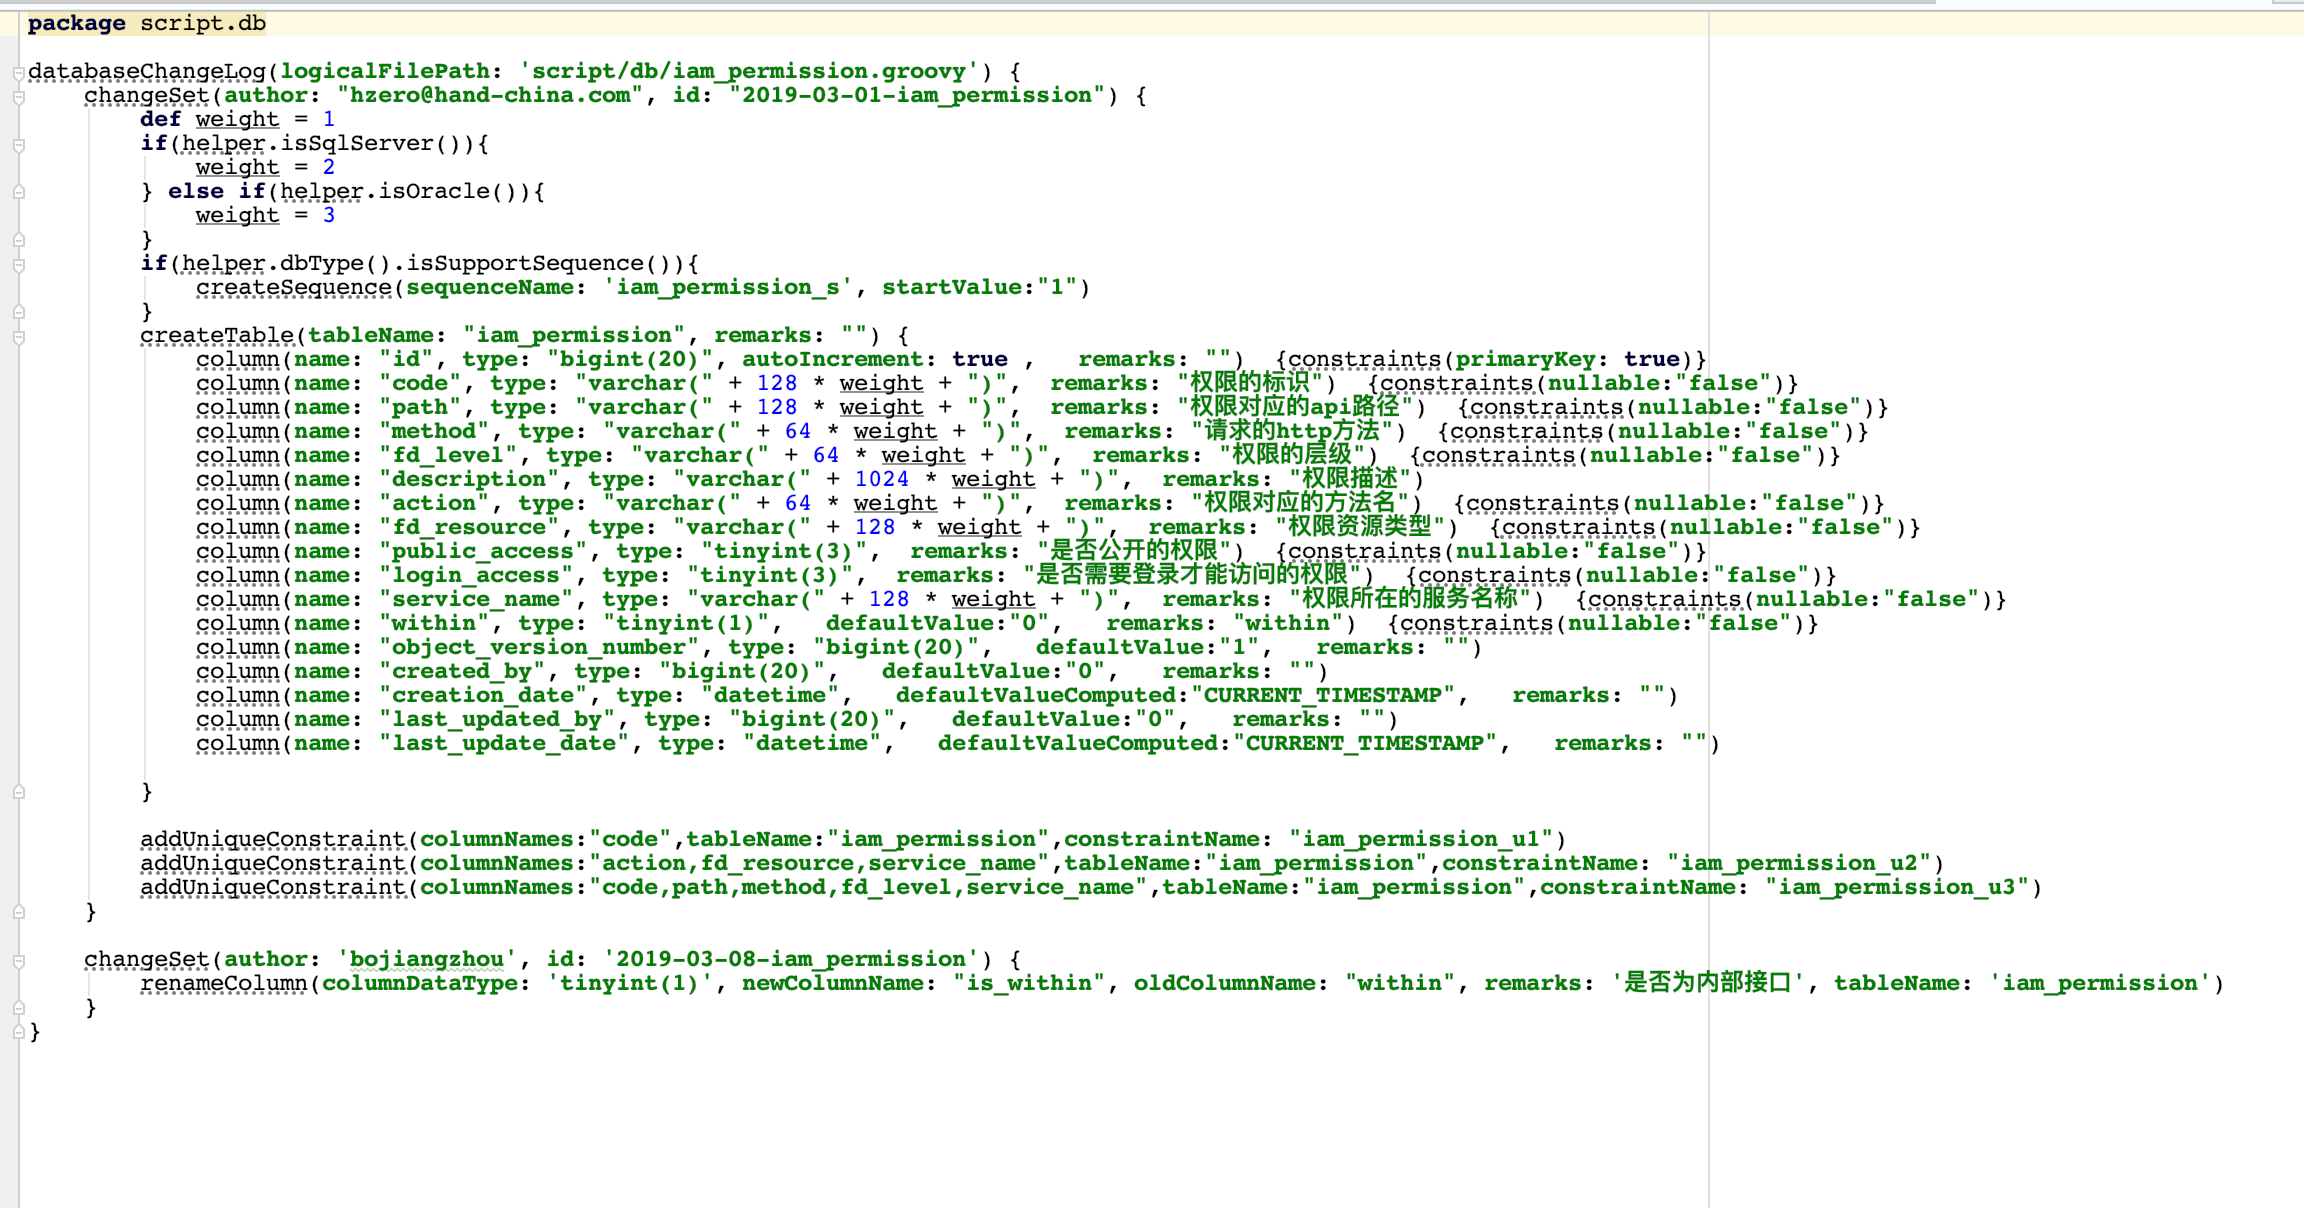 package script.db
databaseChangeLog(logicalFilePath: 'script/db/iam_permission.groovy') {
changeSet(author: "hzero@hand-china.com", id: "2019-03-01-iam_permission") {
def weight = 1
if(helper.isSqlServer()){
weight = 2
} else if(helper.isOracle()){
weight = 3
}
if(helper.dbType().isSupportSequence()){
createSequence(sequenceName: 'iam_permission_s', startValue:"1")
}
createTable(tableName: "iam_permission", remarks: "") {
column(name: "id", type: "bigint(20)", autoIncrement: true ,   remarks: "")  {constraints(primaryKey: true)}
column(name: "code", type: "varchar(" + 128 * weight + ")",  remarks: "权限的标识")  {constraints(nullable:"false")}
column(name: "path", type: "varchar(" + 128 * weight + ")",  remarks: "权限对应的api路径")  {constraints(nullable:"false")}
column(name: "method", type: "varchar(" + 64 * weight + ")",  remarks: "请求的http方法")  {constraints(nullable:"false")}
column(name: "fd_level", type: "varchar(" + 64 * weight + ")",  remarks: "权限的层级")  {constraints(nullable:"false")}
column(name: "description", type: "varchar(" + 1024 * weight + ")",  remarks: "权限描述")
column(name: "action", type: "varchar(" + 64 * weight + ")",  remarks: "权限对应的方法名")  {constraints(nullable:"false")}
column(name: "fd_resource", type: "varchar(" + 128 * weight + ")",  remarks: "权限资源类型")  {constraints(nullable:"false")}
column(name: "public_access", type: "tinyint(3)",  remarks: "是否公开的权限")  {constraints(nullable:"false")}
column(name: "login_access", type: "tinyint(3)",  remarks: "是否需要登录才能访问的权限")  {constraints(nullable:"false")}
column(name: "service_name", type: "varchar(" + 128 * weight + ")",  remarks: "权限所在的服务名称")  {constraints(nullable:"false")}
column(name: "within", type: "tinyint(1)",   defaultValue:"0",   remarks: "within")  {constraints(nullable:"false")}
column(name: "object_version_number", type: "bigint(20)",   defaultValue:"1",   remarks: "")
column(name: "created_by", type: "bigint(20)",   defaultValue:"0",   remarks: "")
column(name: "creation_date", type: "datetime",   defaultValueComputed:"CURRENT_TIMESTAMP",   remarks: "")
column(name: "last_updated_by", type: "bigint(20)",   defaultValue:"0",   remarks: "")
column(name: "last_update_date", type: "datetime",   defaultValueComputed:"CURRENT_TIMESTAMP",   remarks: "")
}
addUniqueConstraint(columnNames:"code",tableName:"iam_permission",constraintName: "iam_permission_u1")
addUniqueConstraint(columnNames:"action,fd_resource,service_name",tableName:"iam_permission",constraintName: "iam_permission_u2")
addUniqueConstraint(columnNames:"code,path,method,fd_level,service_name",tableName:"iam_permission",constraintName: "iam_permission_u3")
}
changeSet(author: 'bojiangzhou', id: '2019-03-08-iam_permission') {
renameColumn(columnDataType: 'tinyint(1)', newColumnName: "is_within", oldColumnName: "within", remarks: '是否为内部接口', tableName: 'iam_permission')
}
}